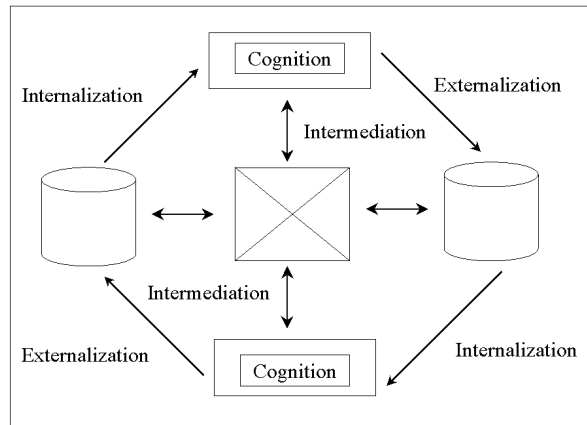 Cognition
Internalization
Externalization
Intermediation
Intermediation
Externalization
Internalization
Cognition